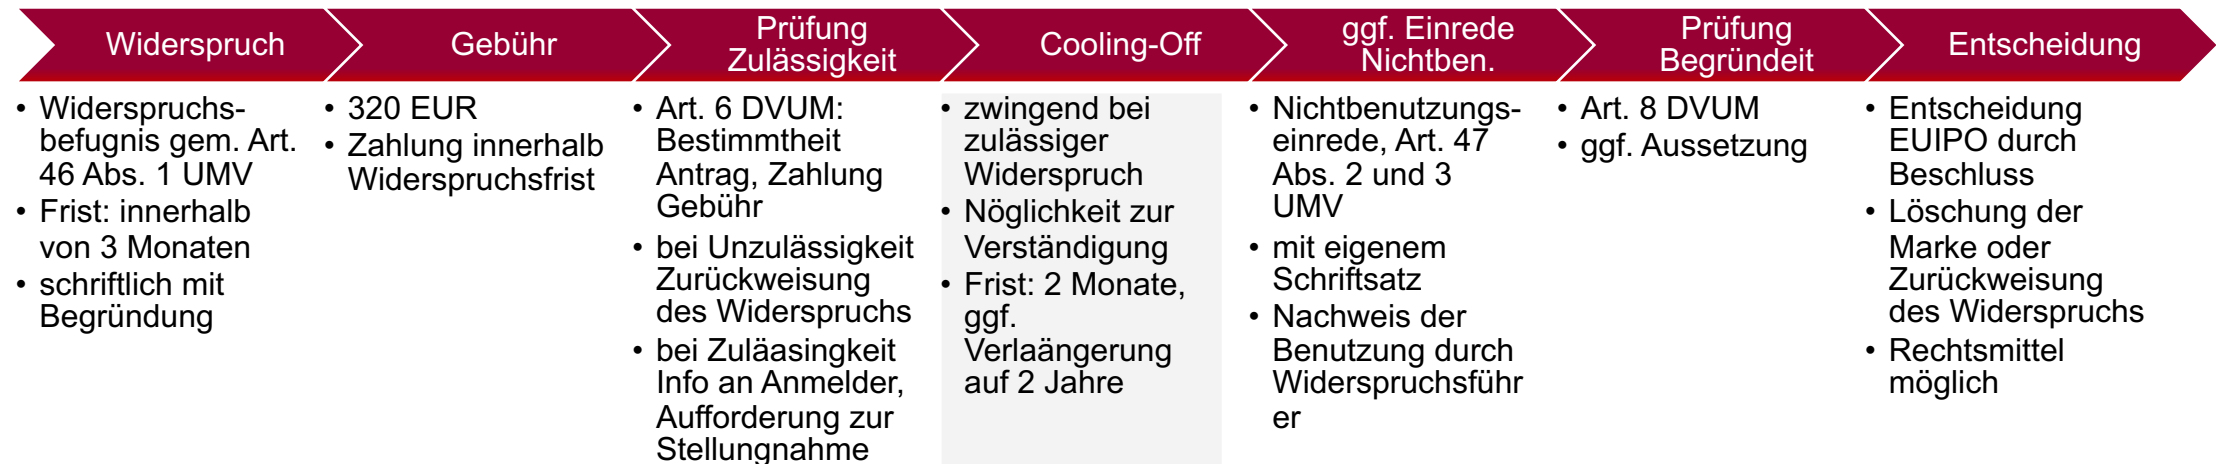 Widerspruch
Gebühr
Prüfung
Zulässigkeit
Cooling-Off
ggf. Einrede
Nichtben.
Prüfung
Begründeit
Entscheidung
• Widerspruchs-
befugnis gem. Art.
46 Abs. 1 UMV
• Frist: innerhalb
von 3 Monaten
• schriftlich mit
Begründung
• 320 EUR
• Zahlung innerhalb
Widerspruchsfrist
• Art. 6 DVUM:
Bestimmtheit
Antrag, Zahlung
Gebühr
• bei Unzulässigkeit
Zurückweisung
des Widerspruchs
• bei Zuläasingkeit
Info an Anmelder,
Aufforderung zur
Stellungnahme
• zwingend bei
zulässiger
Widerspruch
• Nöglichkeit zur
Verständigung
• Frist: 2 Monate,
ggf.
Verlaängerung
auf 2 Jahre
• Nichtbenutzungs-
einrede, Art. 47
Abs. 2 und 3
UMV
• mit eigenem
Schriftsatz
• Nachweis der
Benutzung durch
Widerspruchsführ
er
• Art. 8 DVUM
• ggf. Aussetzung
• Entscheidung
EUIPO durch
Beschluss
• Löschung der
Marke oder
Zurückweisung
des Widerspruchs
• Rechtsmittel
möglich